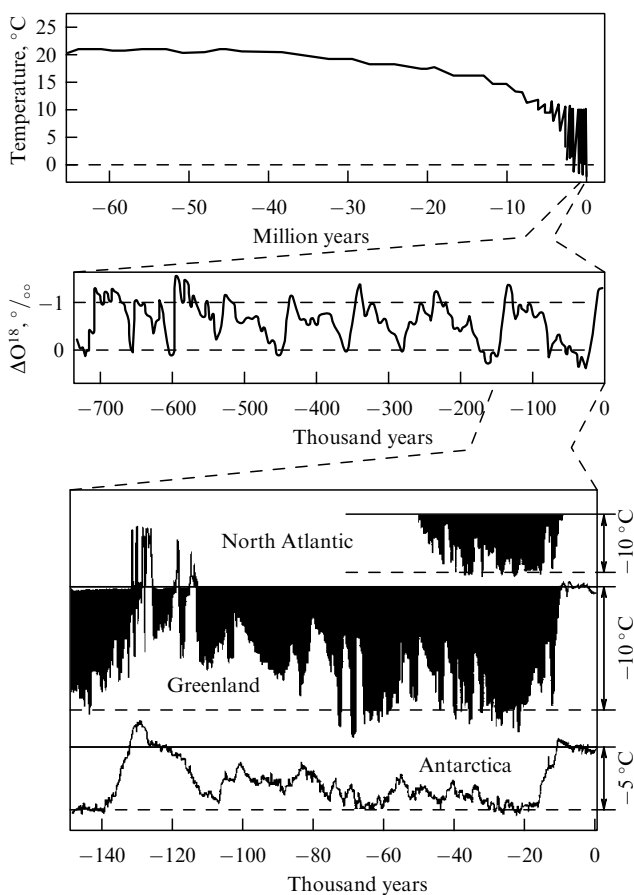 Temperature, °C
25
20
15
10
5
0
−60 −50 −40 −30 −20 −10 0
Million years
ΔO¹⁸, °/∞
−1
0
−700 −600 −500 −400 −300 −200 −100 0
Thousand years
North Atlantic
−10 °C
Greenland
−10 °C
Antarctica
−5 °C
−140 −120 −100 −80 −60 −40 −20 0
Thousand years